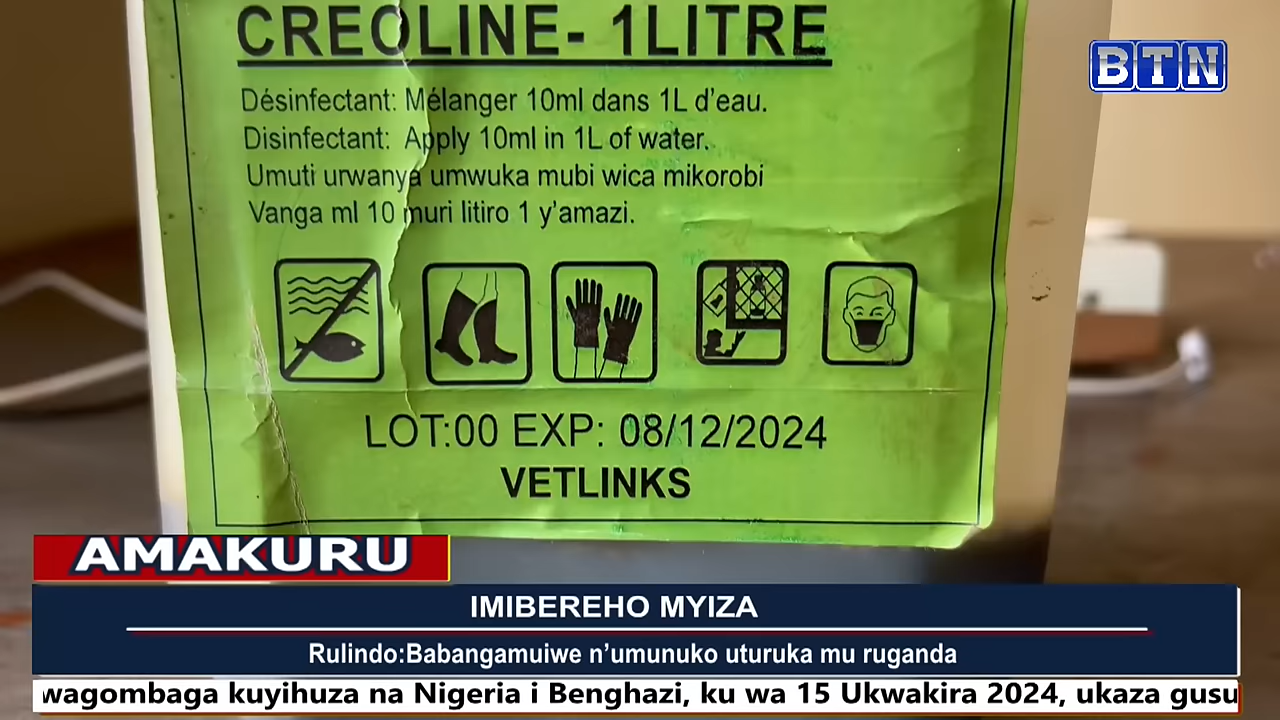 CREOLINE- 1LITRE
BTN
Désinfectant: Mélanger 10ml dans 1L d'eau.
Disinfectant: Apply 10ml in 1L of water.
Umuti urwanya umwuka mubi wica mikorobi
Vanga ml 10 muri litiro 1 y'amazi.
LOT:00 EXP: 08/12/2024
VETLINKS
AMAKURU
IMIBEREHO MYIZA
Rulindo:Babangamuiwe n'umunuko uturuka mu ruganda
wagombaga kuyihuza na Nigeria i Benghazi, ku wa 15 Ukwakira 2024, ukaza gusu